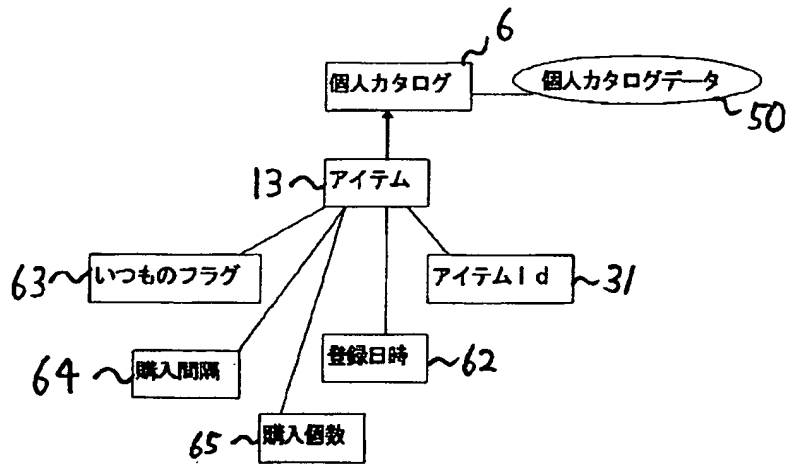 6
個人カタログ
個人カタログデータ
50
13
アイテム
63
いつものフラグ
アイテムId
31
64
購入間隔
登録日時
62
65
購入個数